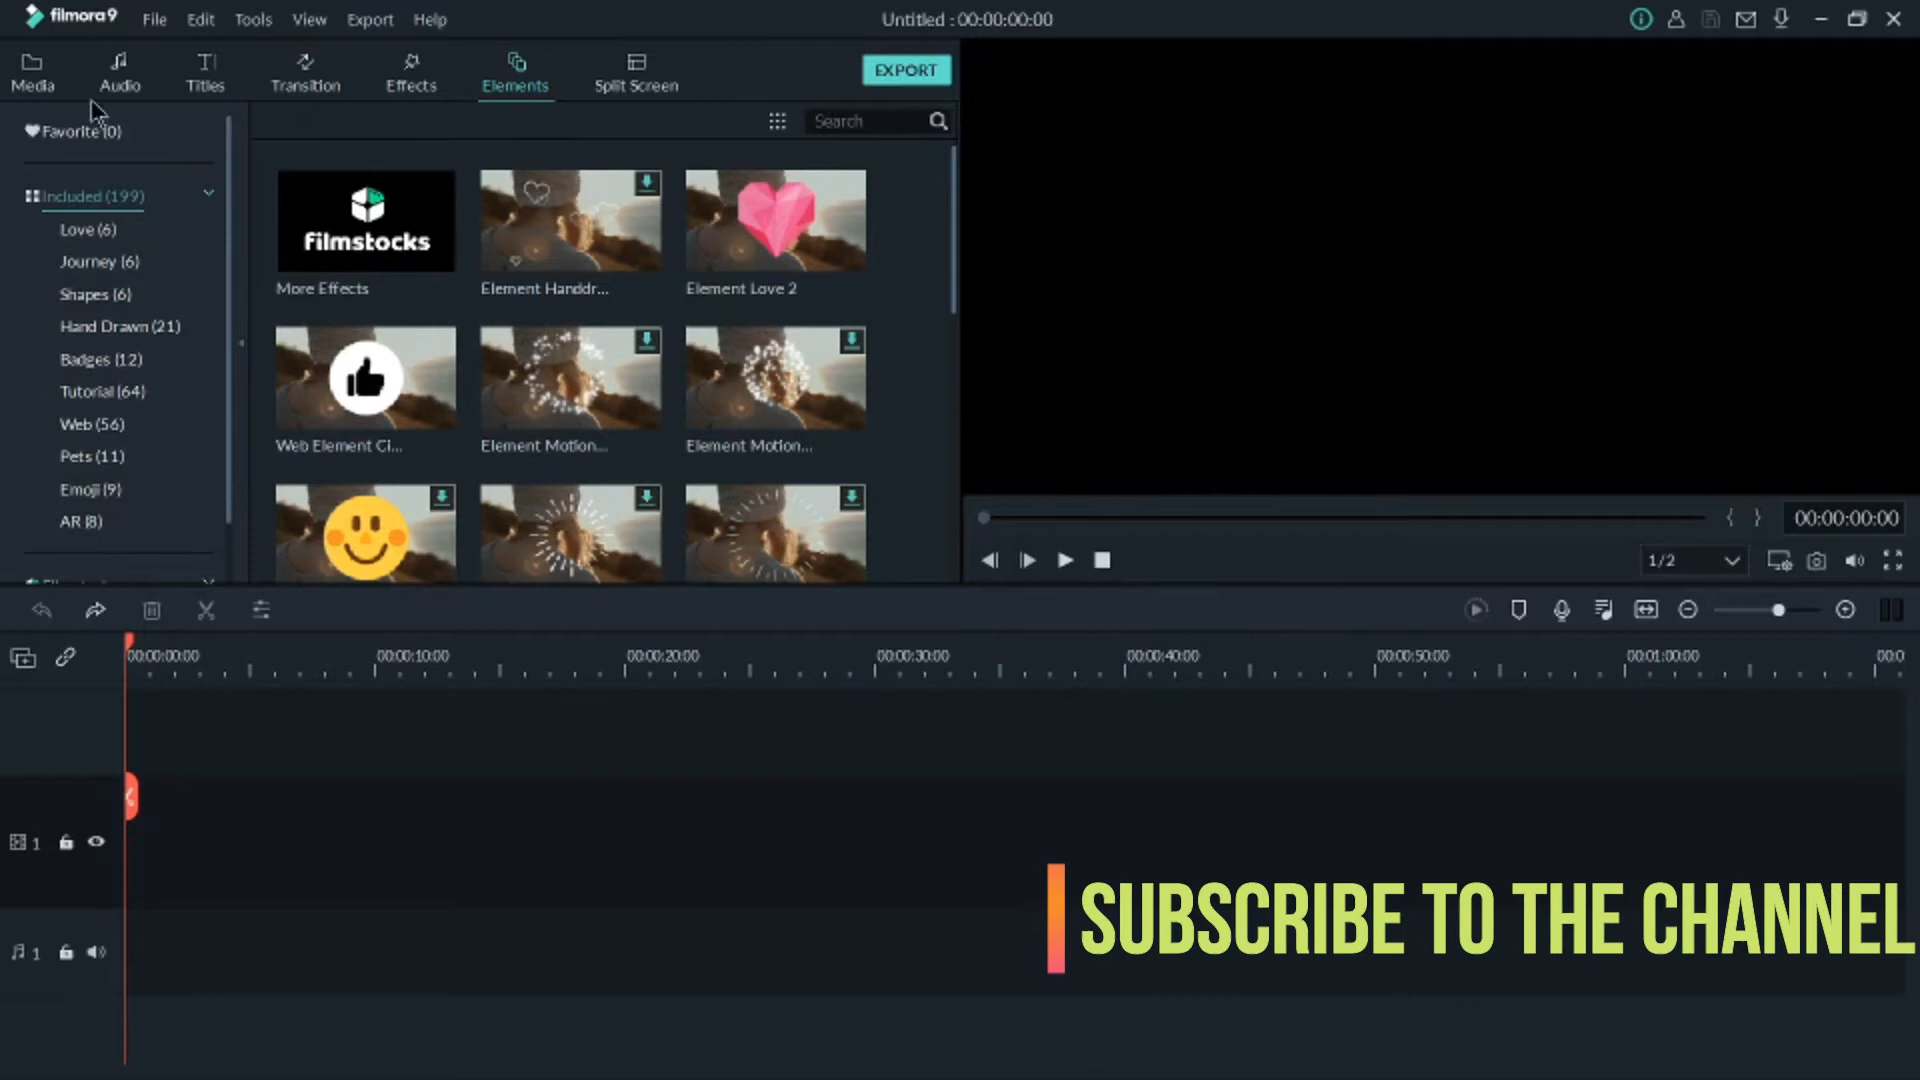 filmora9
File Edit Tools View Export Help
Untitled : 00:00:00:00
Media Audio Titles Transition Effects Elements Split Screen
EXPORT
Favorite (0)
Search
Included (199)
Love (6)
Journey (6)
Shapes (6)
Hand Drawn (21)
Badges (12)
Tutorial (64)
Web (56)
Pets (11)
Emoji (9)
AR (8)
filmstocks
More Effects
Element Handdr...
Element Love 2
Web Element Ci...
Element Motion...
Element Motion...
00:00:00:00
1/2
00:00:00:00 00:00:10:00 00:00:20:00 00:00:30:00 00:00:40:00 00:00:50:00 00:01:00:00 00:0
1
SUBSCRIBE TO THE CHANNEL
1